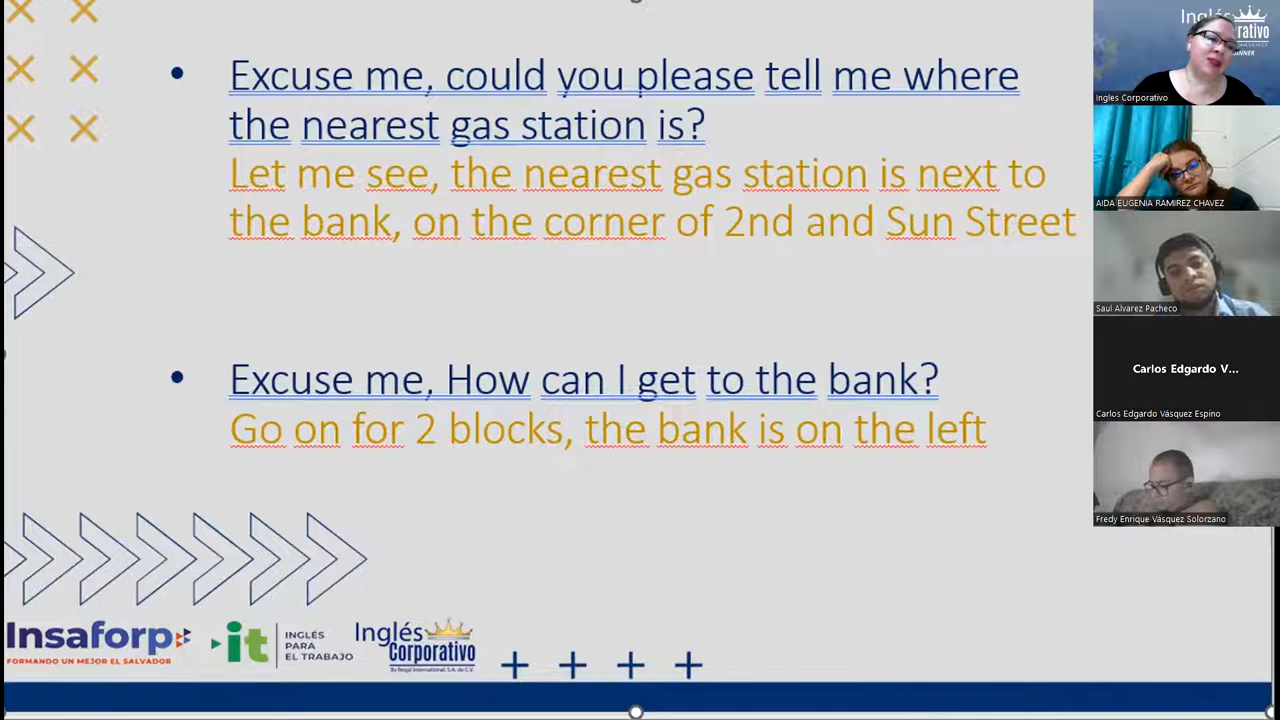 Excuse me, could you please tell me where
the nearest gas station is?
Let me see, the nearest gas station is next to
the bank, on the corner of 2nd and Sun Street
Excuse me, How can I get to the bank?
Go on for 2 blocks, the bank is on the left
Insaforp
FORMANDO UN MEJOR EL SALVADOR
it
INGLÉS
PARA
EL TRABAJO
Inglés
Corporativo
By Regal International, S.A. de C.V.
Ingles Corporativo
AIDA EUGENIA RAMIREZ CHAVEZ
Saul Alvarez Pacheco
Carlos Edgardo V...
Carlos Edgardo Vásquez Espino
Fredy Enrique Vásquez Solorzano